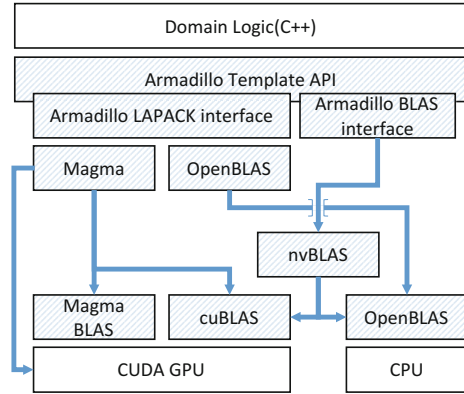 Domain Logic(C++)
Armadillo Template API
Armadillo LAPACK interface
Armadillo BLAS
interface
Magma
OpenBLAS
nvBLAS
Magma
BLAS
cuBLAS
OpenBLAS
CUDA GPU
CPU